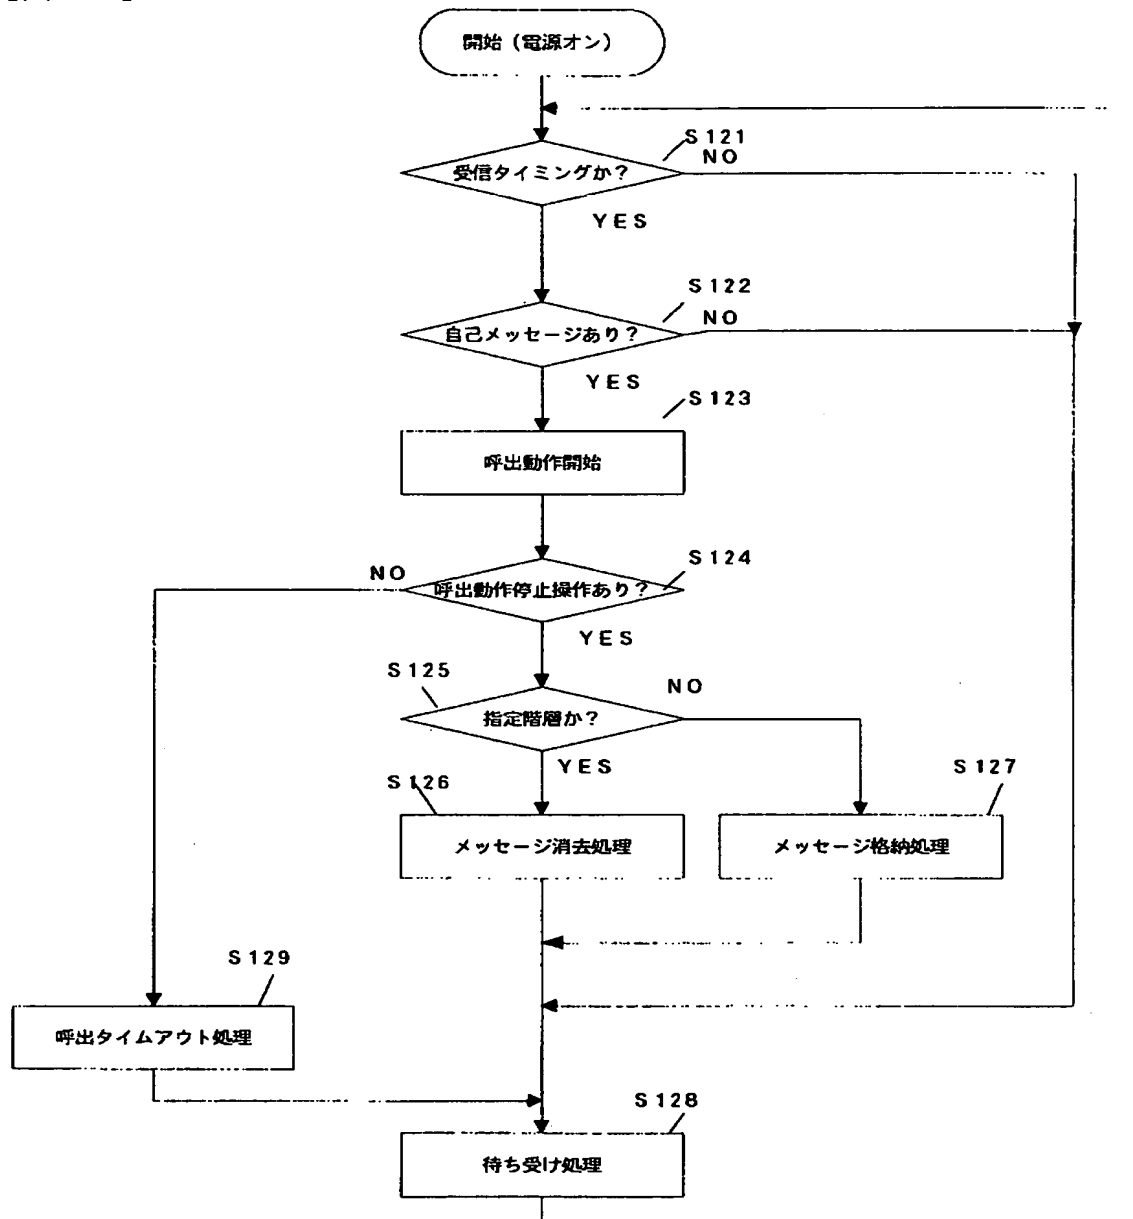 開始（電源オン）
S121
NO
受信タイミングか？
YES
S122
NO
自己メッセージあり？
YES
S123
呼出動作開始
S124
NO
呼出動作停止操作あり？
YES
S125
NO
指定階層か？
YES
S126
S127
メッセージ消去処理
メッセージ格納処理
S129
呼出タイムアウト処理
S128
待ち受け処理